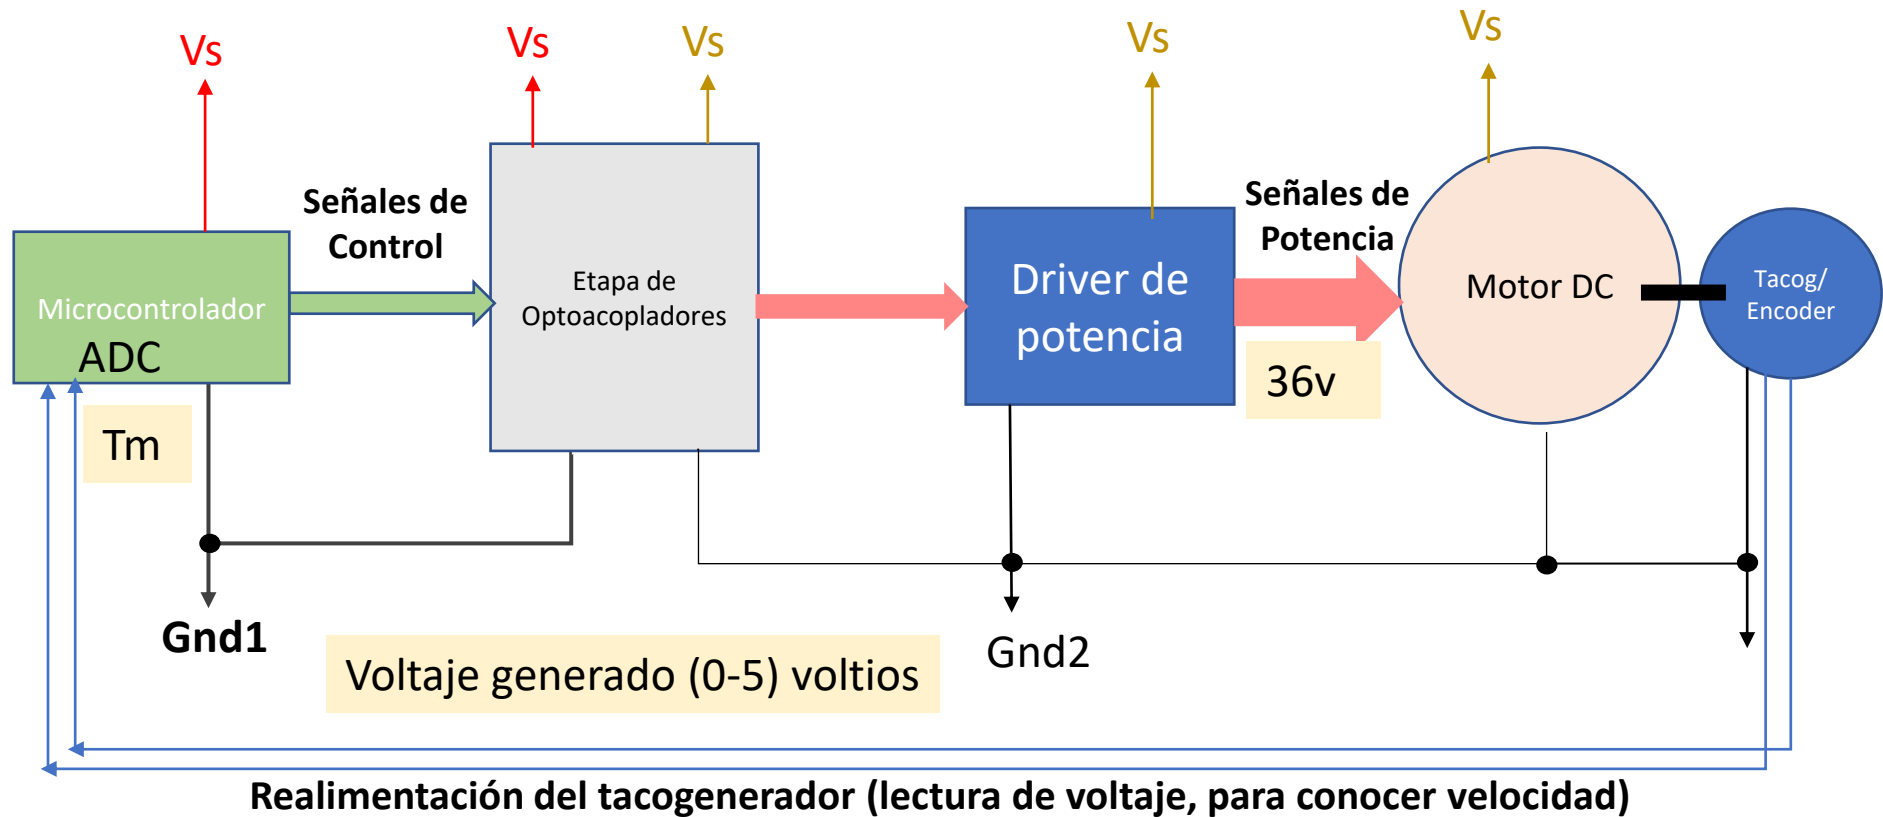 Vs
Vs
Vs
Vs
Vs
Señales de
Control
Señales de
Potencia
Microcontrolador
ADC
Etapa de
Optoacopladores
Driver de
potencia
Motor DC
Tacog/
Encoder
36v
Tm
Gnd1
Gnd2
Voltaje generado (0-5) voltios
Realimentación del tacogenerador (lectura de voltaje, para conocer velocidad)